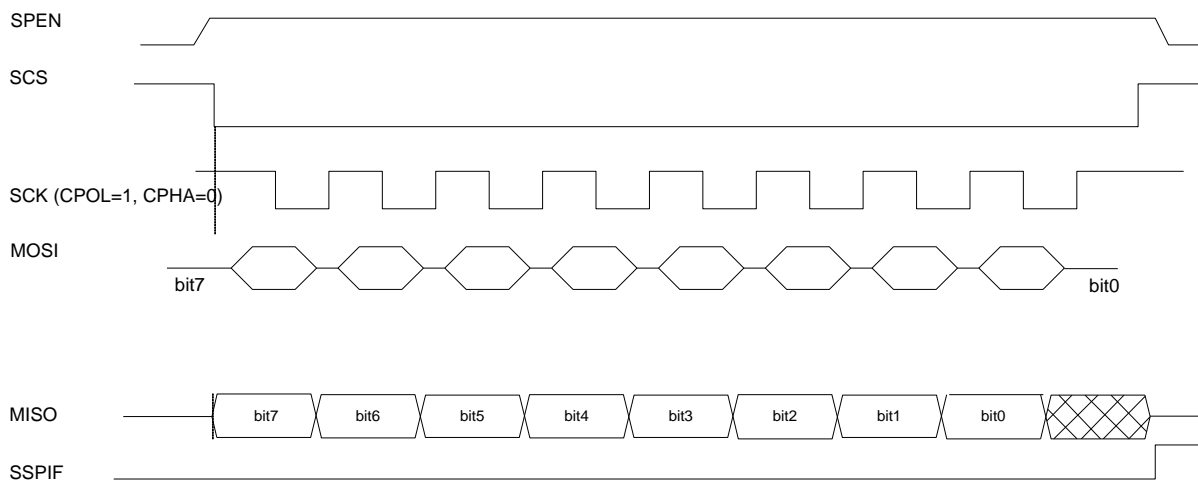 SPEN
SCS
SCK (CPOL=1, CPHA=0)
MOSI
bit7
bit0
MISO
bit7 bit6 bit5 bit4 bit3 bit2 bit1 bit0
SSPIF